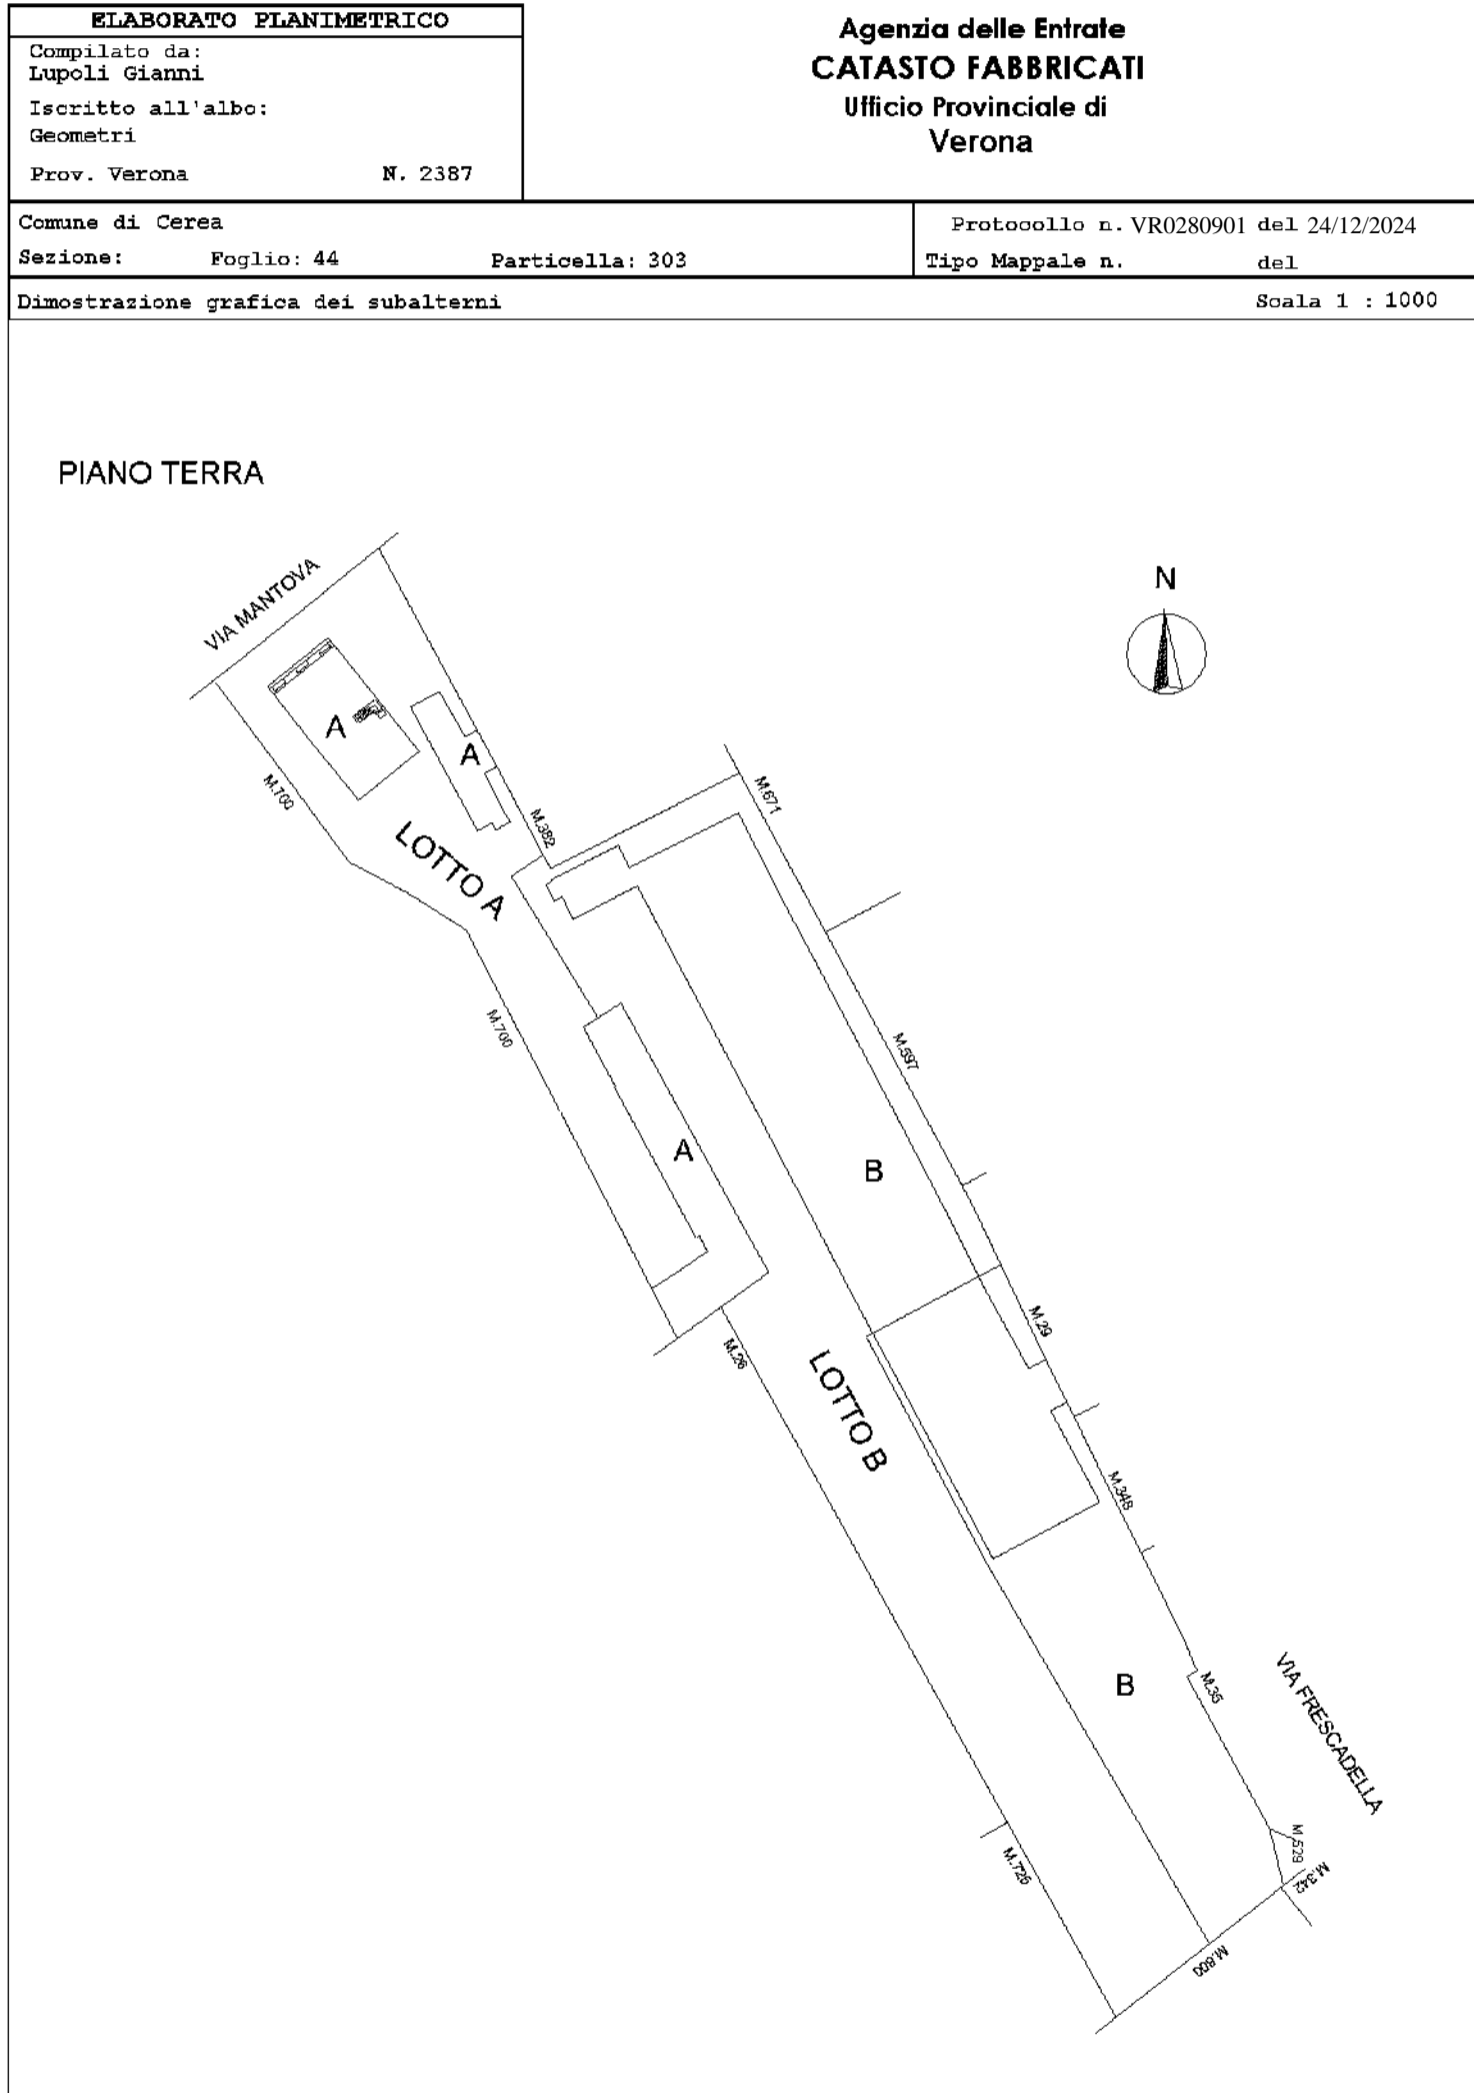 ELABORATO PLANIMETRICO
Compilato da:
Lupoli Gianni
Iscritto all'albo:
Geometri
Prov. Verona N. 2387
Agenzia delle Entrate
CATASTO FABBRICATI
Ufficio Provinciale di
Verona
Comune di Cerea
Sezione: Foglio: 44 Particella: 303
Protocollo n. VR0280901 del 24/12/2024
Tipo Mappale n. del
Dimostrazione grafica dei subalterni Scala 1 : 1000
PIANO TERRA
VIA MANTOVA
N
A
A
M.700
M.382
M.671
LOTTO A
M.700
M.597
A
B
M.29
M.26
LOTTO B
M.348
B
M.35
VIA FRESCADELLA
M.529
M.726
M.800